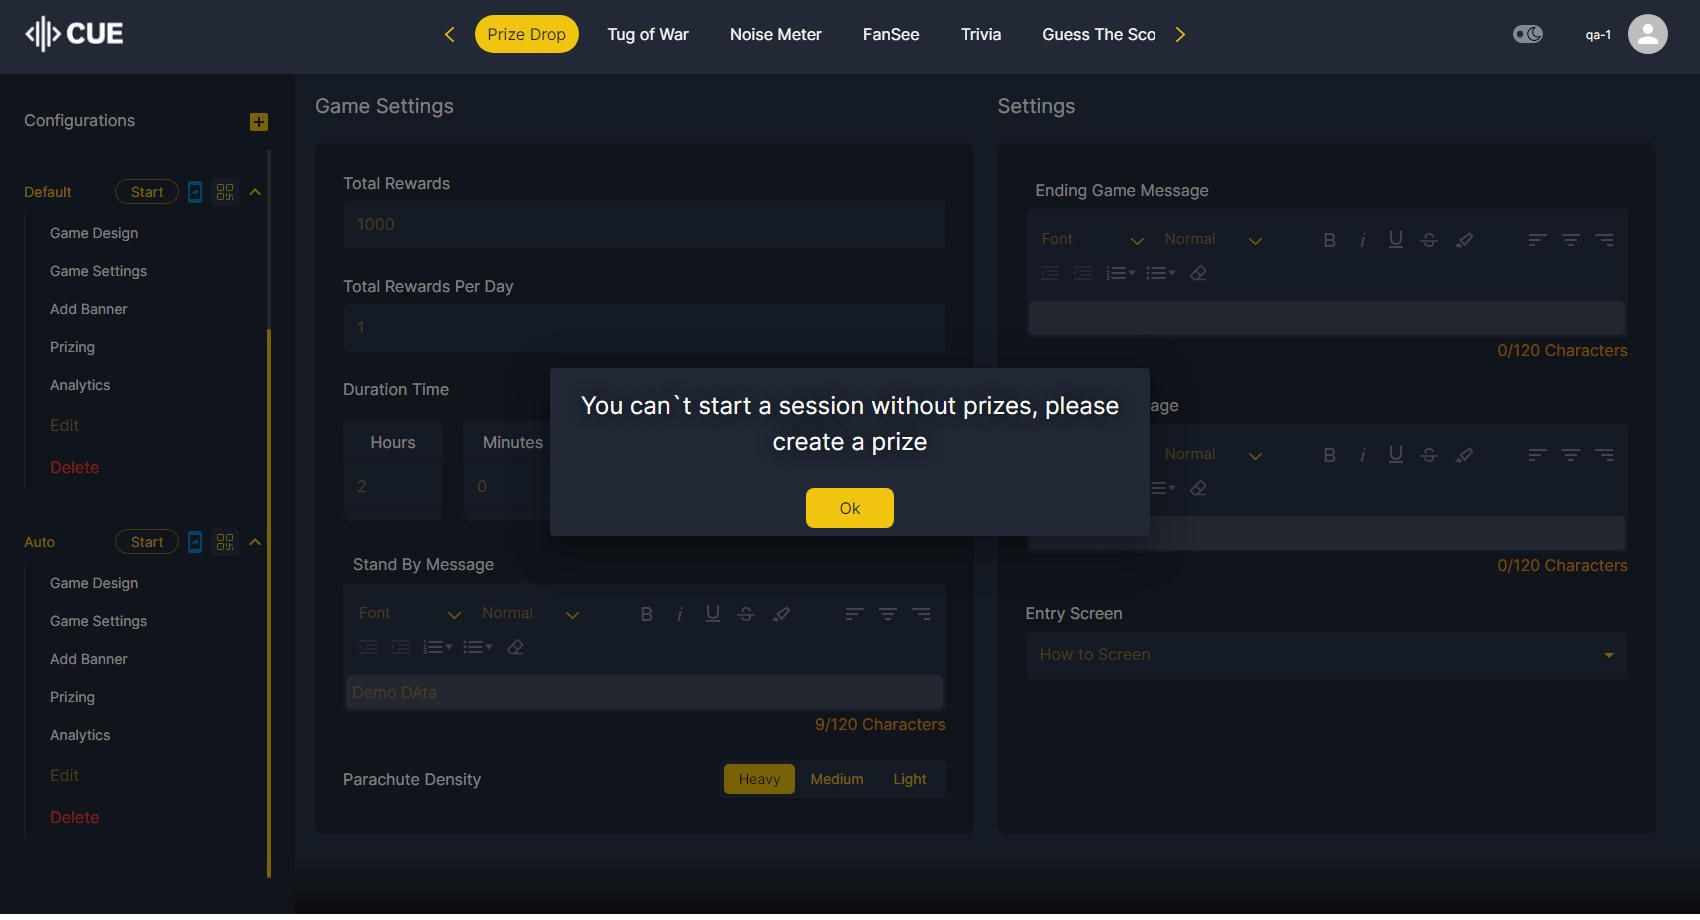 CUE
Prize Drop
Tug of War
Noise Meter
FanSee
Trivia
Guess The Sco
qa-1
Configurations
Default
Start
Game Design
Game Settings
Add Banner
Prizing
Analytics
Edit
Delete
Auto
Start
Game Design
Game Settings
Add Banner
Prizing
Analytics
Edit
Delete
Game Settings
Total Rewards
1000
Total Rewards Per Day
1
Duration Time
Hours
Minutes
2
0
Stand By Message
Font
Normal
B
i
U
S
Demo DAta
9/120 Characters
Parachute Density
Heavy
Medium
Light
You can`t start a session without prizes, please
create a prize
Ok
Settings
Ending Game Message
Font
Normal
B
i
U
S
0/120 Characters
age
Normal
B
i
U
S
0/120 Characters
Entry Screen
How to Screen